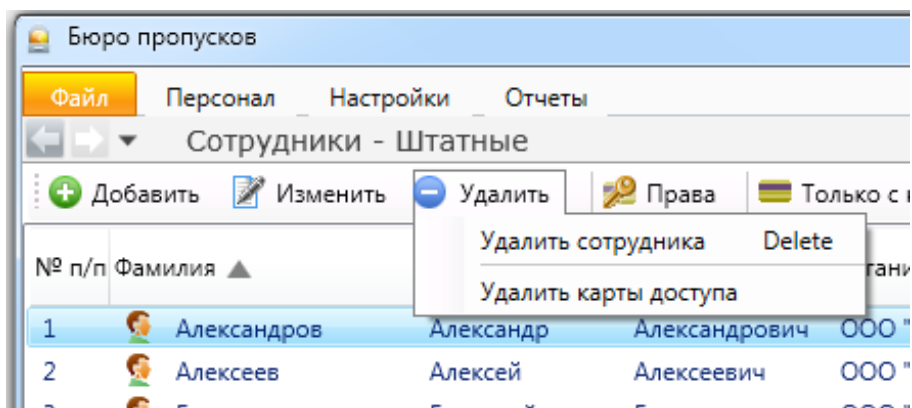 Бюро пропусков
Файл Персонал Настройки Отчеты
Сотрудники - Штатные
Добавить Изменить Удалить Права Только с
Удалить сотрудника Delete
№ п/п Фамилия
Удалить карты доступа
1 Александров Александр Александрович ООО "
2 Алексеев Алексей Алексеевич ООО "